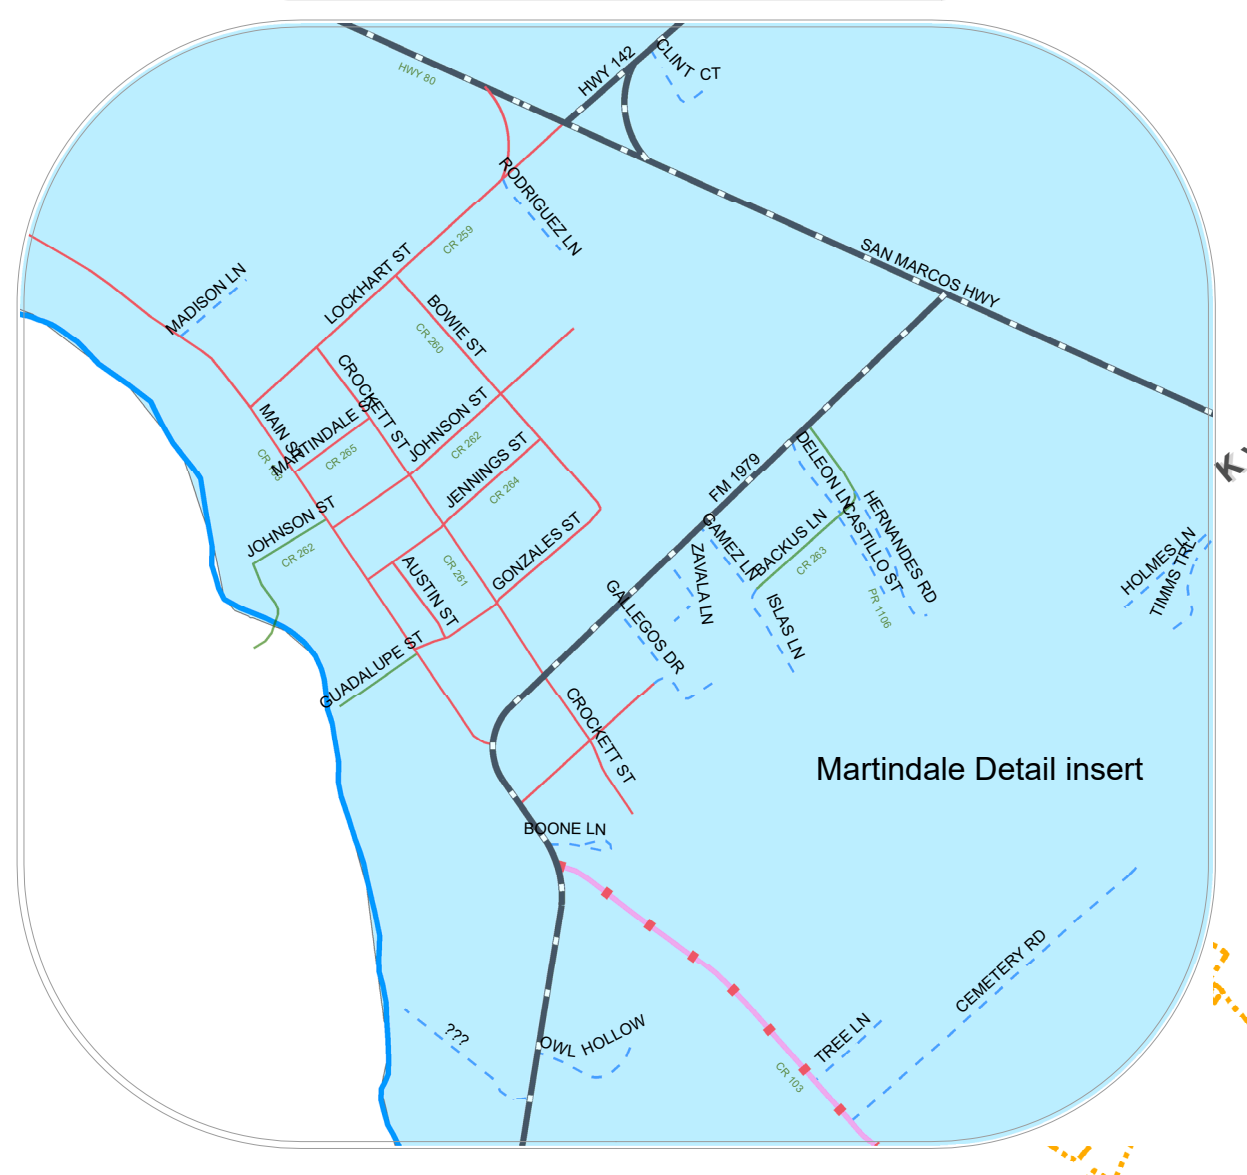 HWY 80
HWY 142
CLINT CT
RODRIGUEZ LN
CR 259
SAN MARCOS HWY
MADISON LN
LOCKHART ST
BOWIE ST
CR 260
CROCKETT ST
MAIN ST
MARTINDALE ST
CR 265
JOHNSON ST
CR 262
JENNINGS ST
CR 264
FM 1979
DELEON LN
HERNANDES RD
CASTILLO ST
BACKUS LN
CR 263
PR 1106
GAMEZ LN
ZAVALA LN
ISLAS LN
HOLMES LN
TIMMS TRL
JOHNSON ST
CR 262
AUSTIN ST
CR 261
GONZALES ST
GALLEGOS DR
GUADALUPE ST
CROCKETT ST
Martindale Detail insert
BOONE LN
CEMETERY RD
TREE LN
CR 103
OWL HOLLOW
???